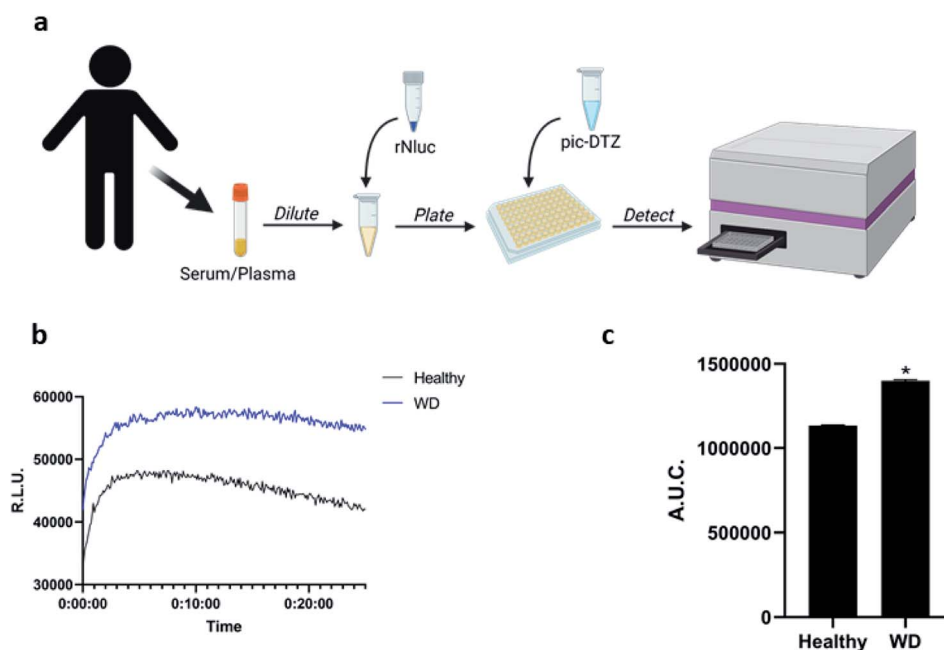 a
rNluc
pic-DTZ
Dilute
Plate
Detect
Serum/Plasma
b
Healthy
WD
60000
50000
40000
30000
R.L.U.
0:00:00
0:10:00
0:20:00
Time
c
1500000
1000000
500000
0
A.U.C.
*
Healthy
WD